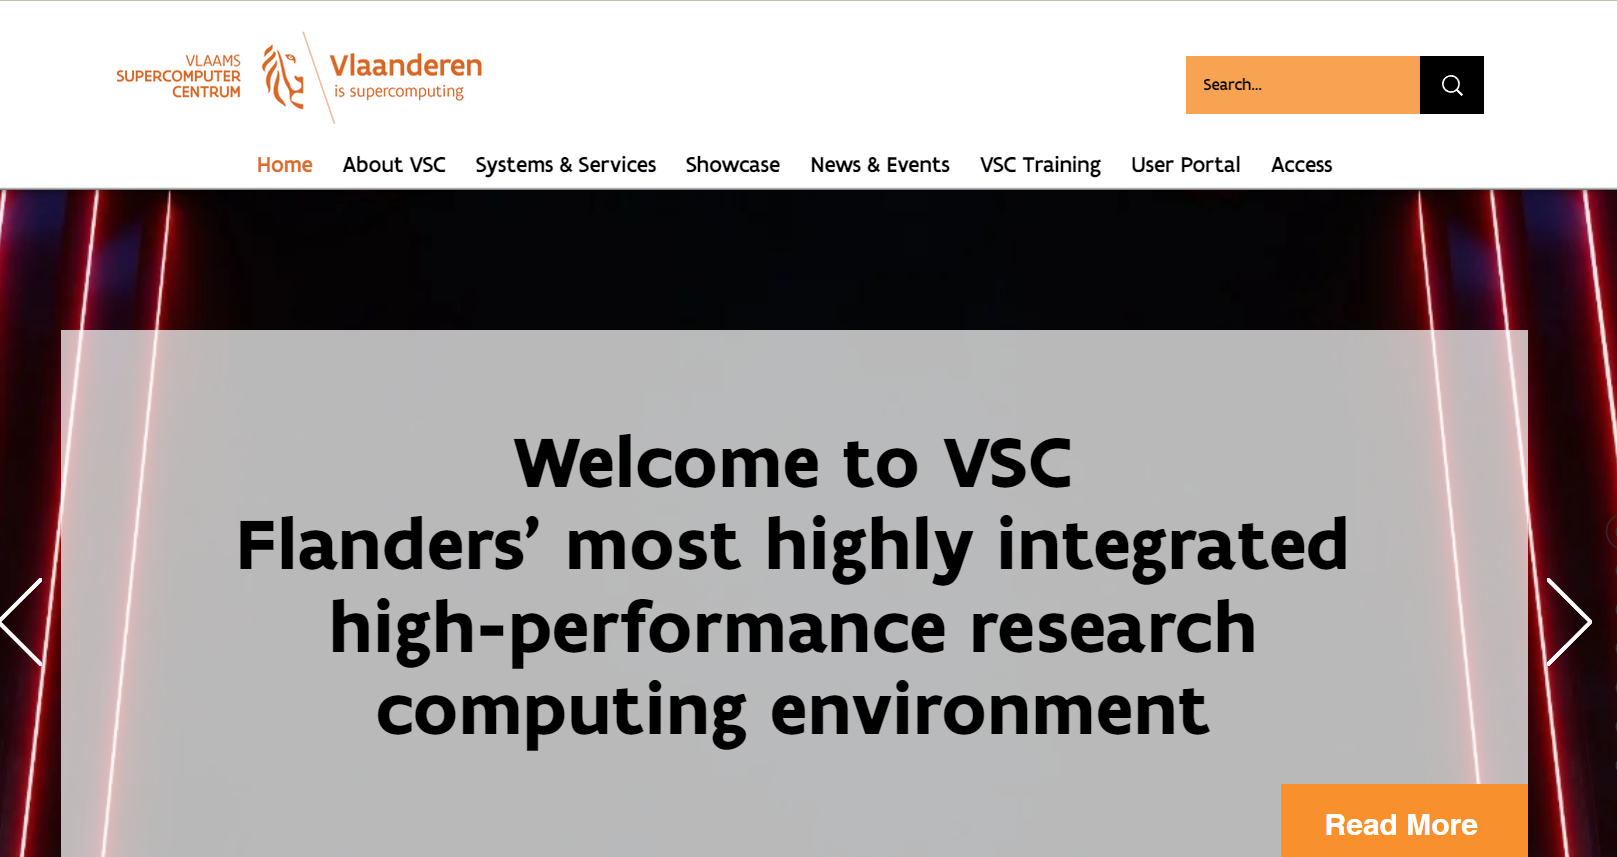 VLAAMS
SUPERCOMPUTER
CENTRUM
Vlaanderen
is supercomputing
Search...
Home About VSC Systems & Services Showcase News & Events VSC Training User Portal Access
Welcome to VSC
Flanders’ most highly integrated
high-performance research
computing environment
Read More